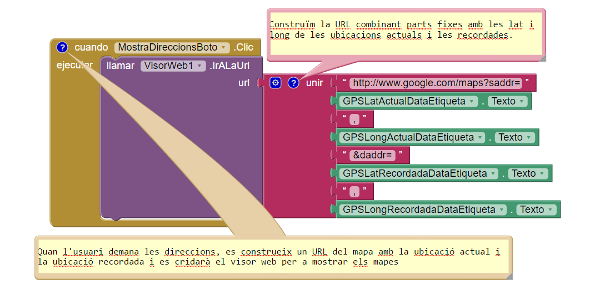 Construïm la URL combinant parts fixes amb les lat i
long de les ubicacions actuals i les recordades.
cuando MostraDireccionsBoto .Clic
ejecutar llamar VisorWeb1 .IrALaUrl
url unir " http://www.google.com/maps?saddr= "
GPSLatActualDataEtiqueta . Texto
" , "
GPSLongActualDataEtiqueta . Texto
" &daddr= "
GPSLatRecordadaDataEtiqueta . Texto
" , "
GPSLongRecordadaDataEtiqueta . Texto
Quan l'usuari demana les direccions, es construeix un URL del mapa amb la ubicació actual i
la ubicació recordada i es cridarà el visor web per a mostrar els mapes